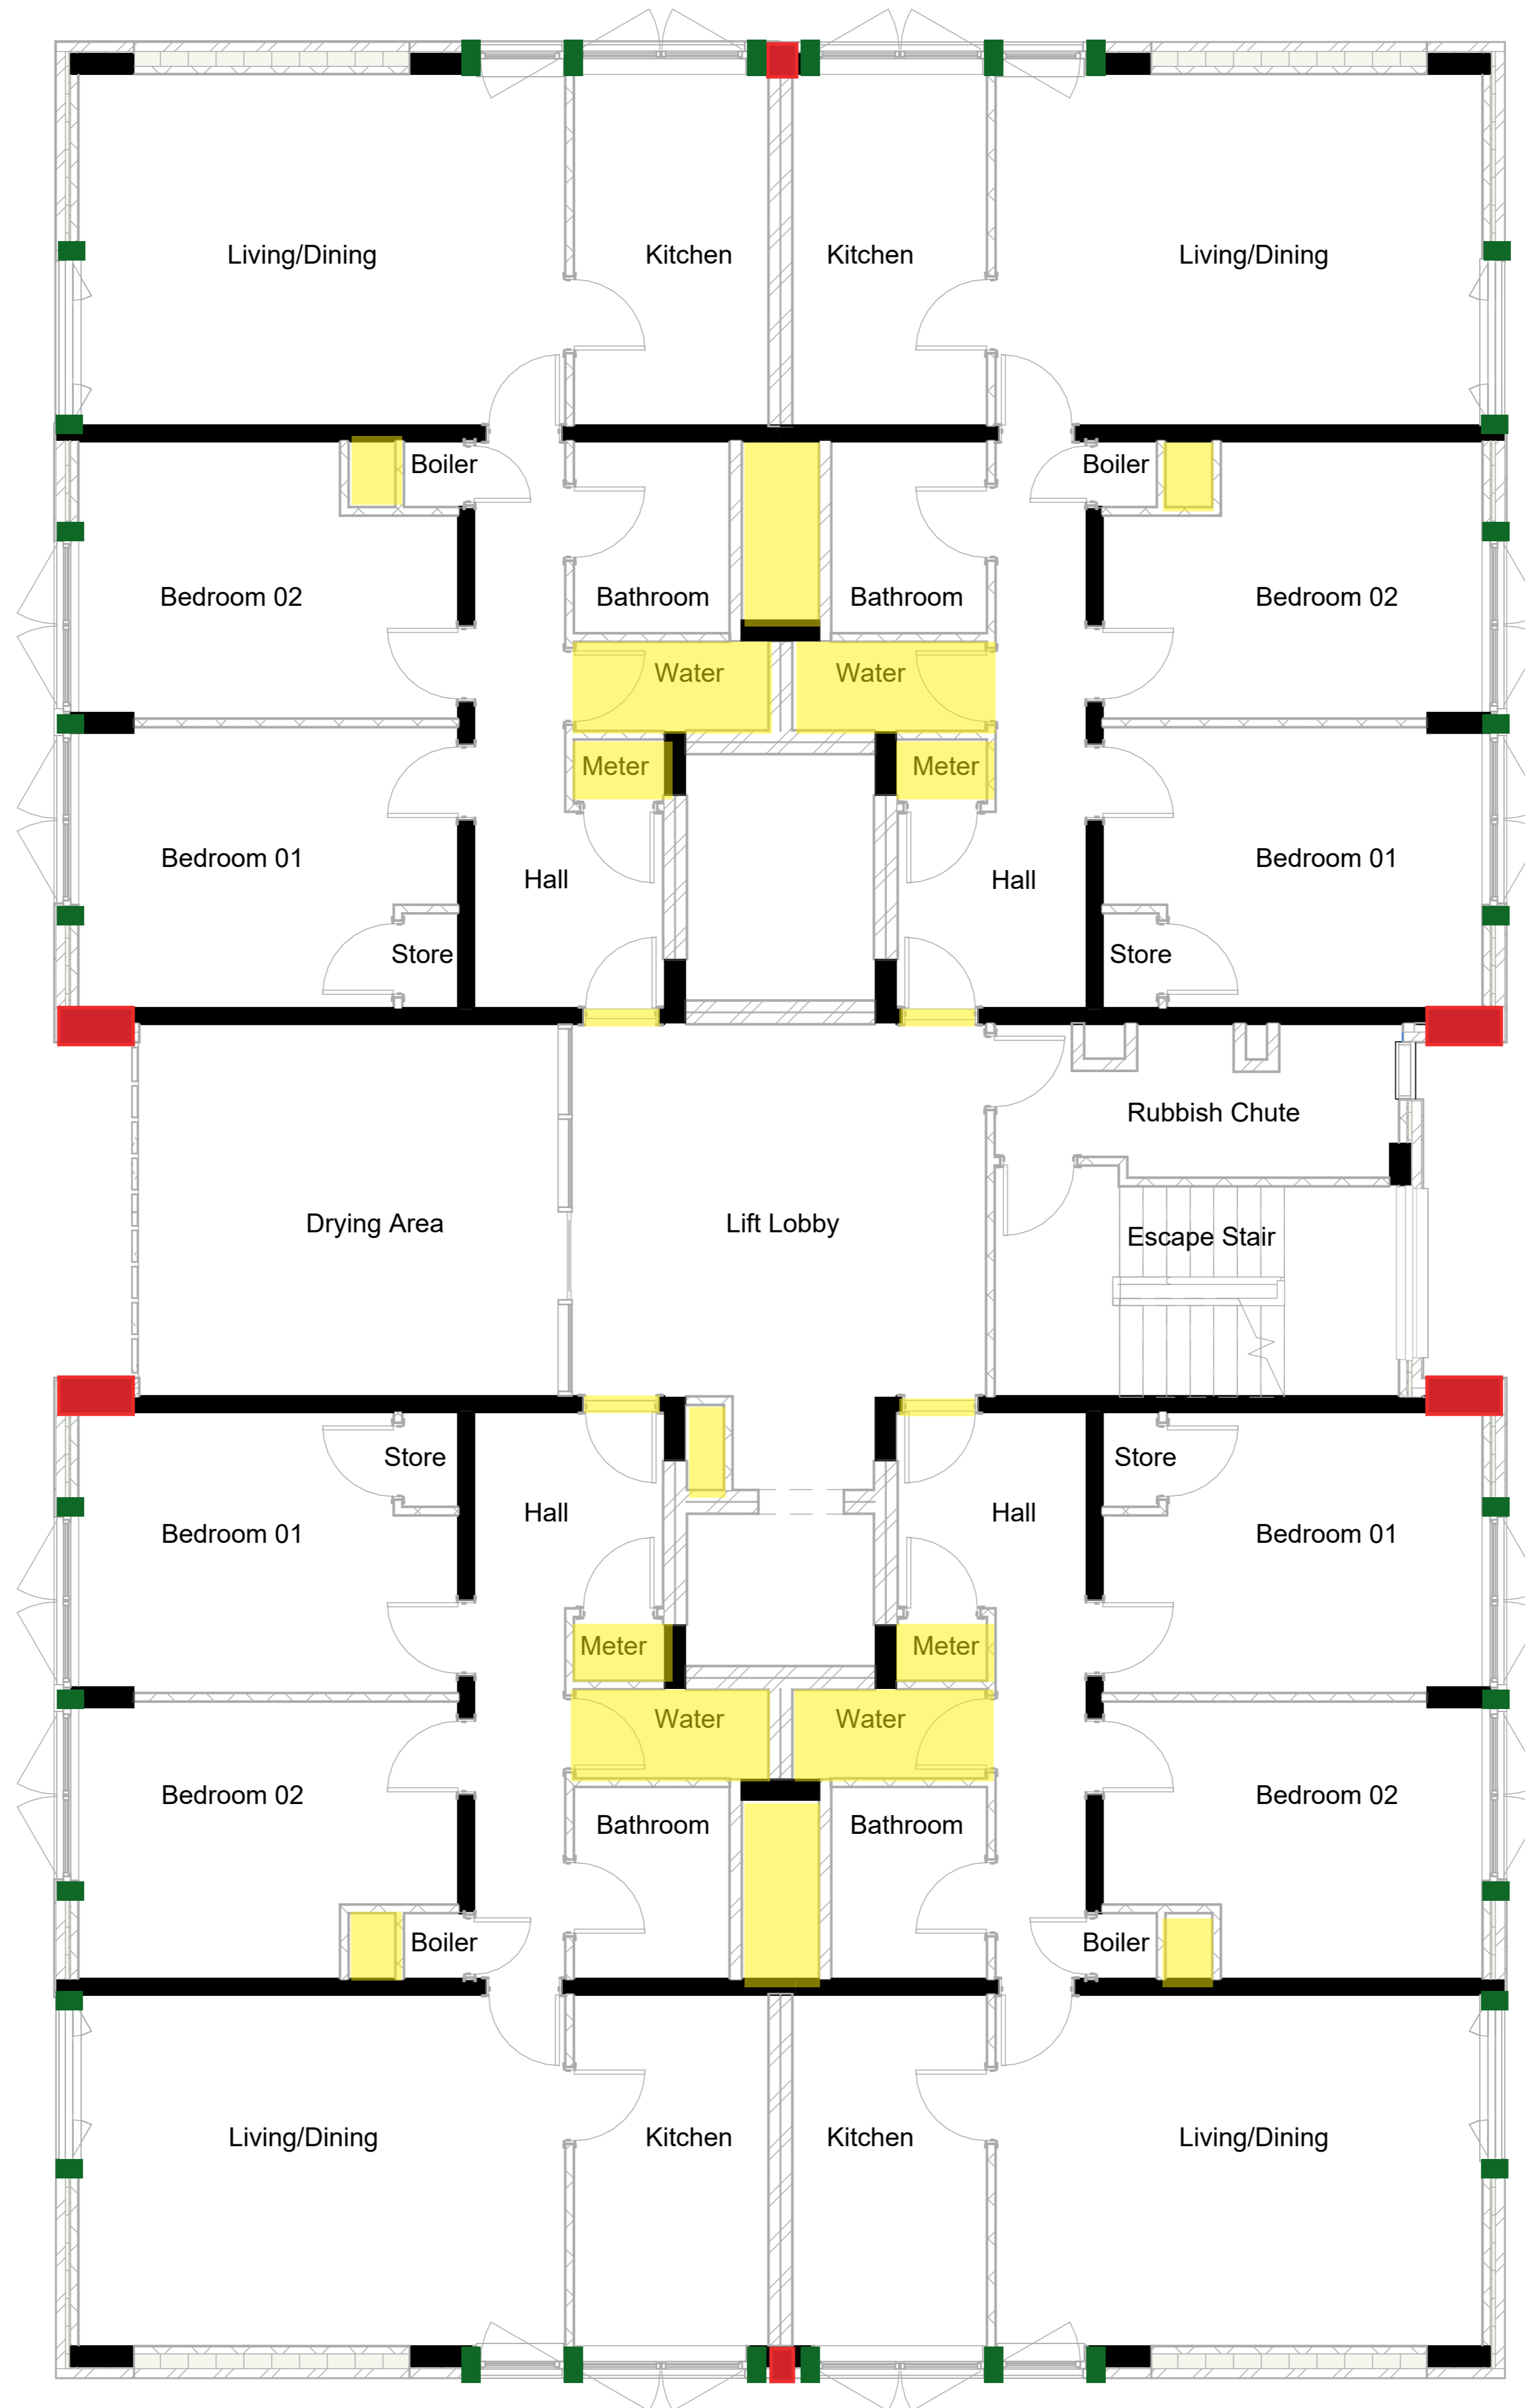 Living/Dining
Kitchen
Kitchen
Living/Dining
Boiler
Boiler
Bedroom 02
Bathroom
Bathroom
Bedroom 02
Water
Water
Meter
Meter
Bedroom 01
Hall
Hall
Bedroom 01
Store
Store
Rubbish Chute
Drying Area
Lift Lobby
Escape Stair
Store
Store
Bedroom 01
Hall
Hall
Bedroom 01
Meter
Meter
Water
Water
Bedroom 02
Bathroom
Bathroom
Bedroom 02
Boiler
Boiler
Living/Dining
Kitchen
Kitchen
Living/Dining